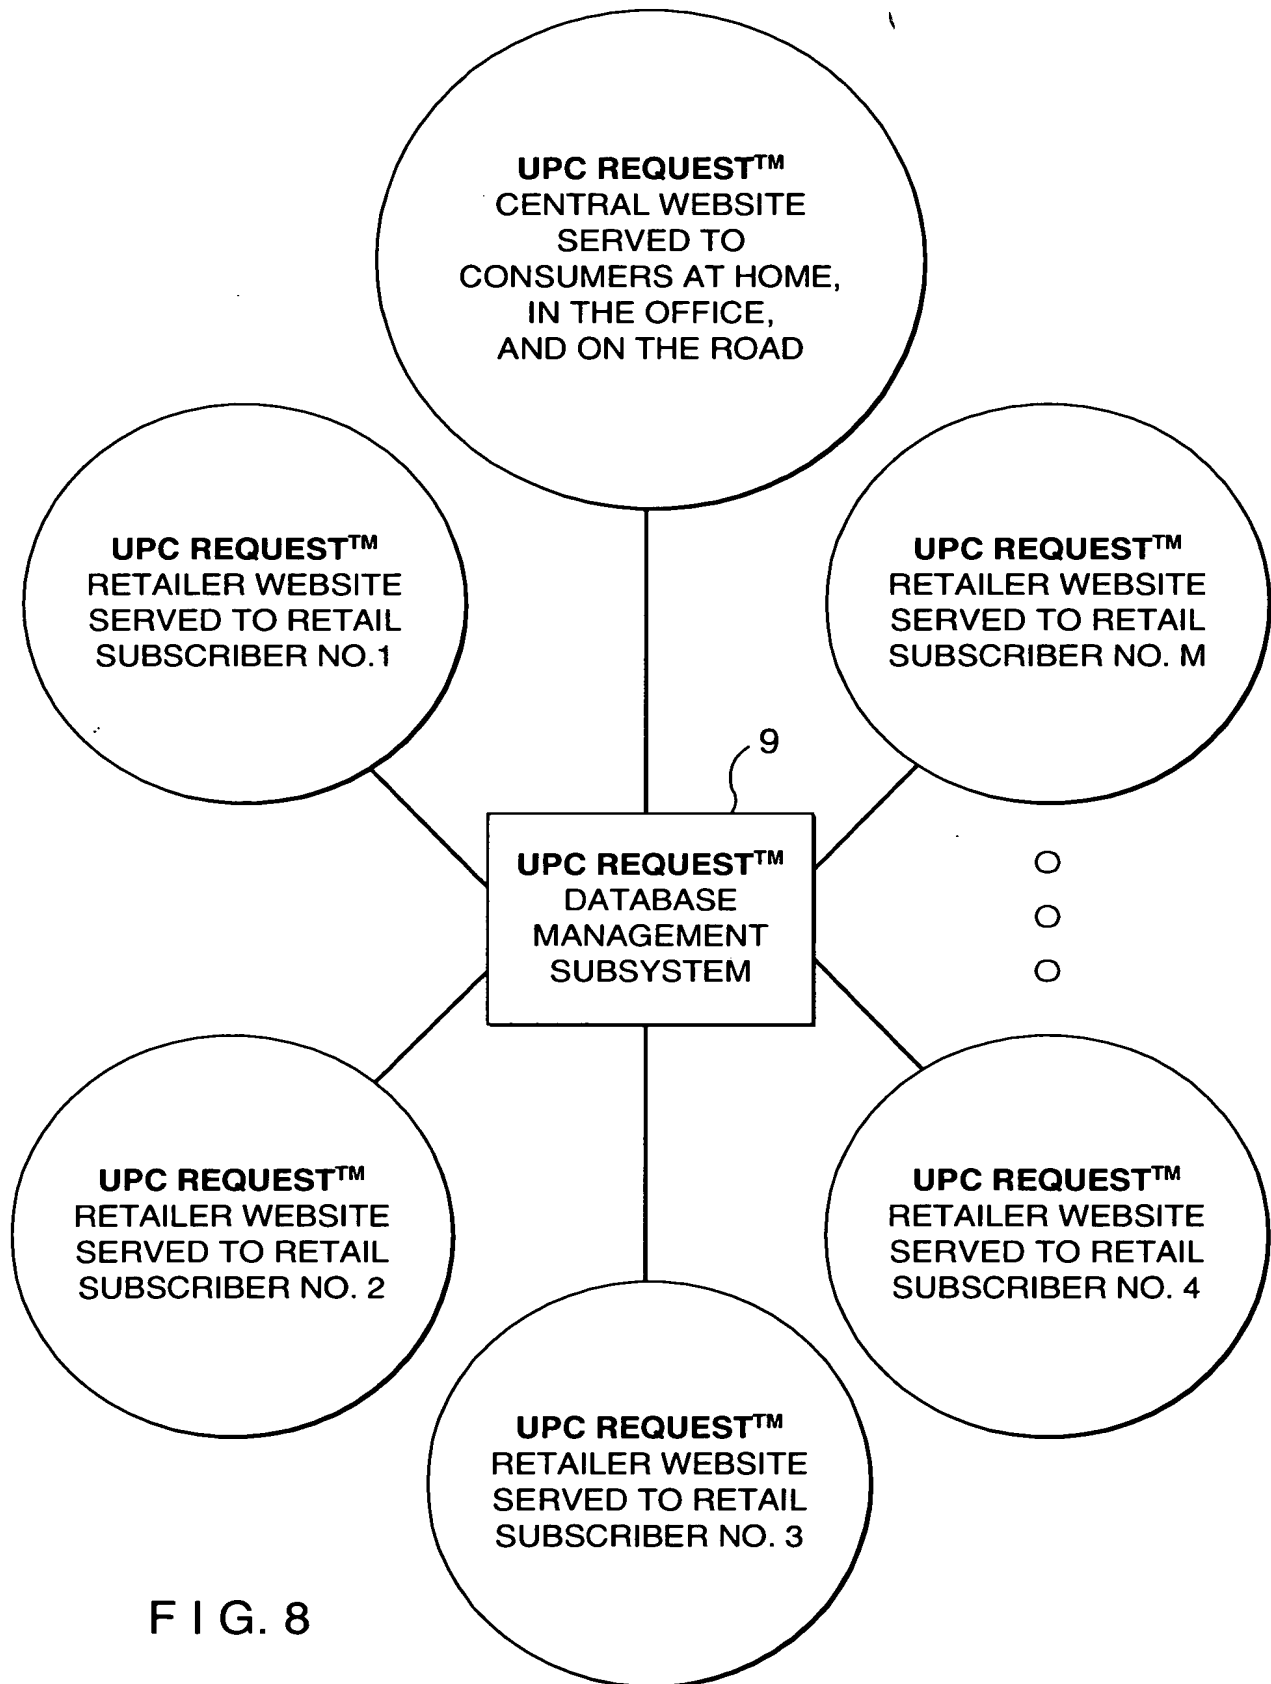 UPC REQUEST™
CENTRAL WEBSITE
SERVED TO
CONSUMERS AT HOME,
IN THE OFFICE,
AND ON THE ROAD
UPC REQUEST™
RETAILER WEBSITE
SERVED TO RETAIL
SUBSCRIBER NO.1
UPC REQUEST™
RETAILER WEBSITE
SERVED TO RETAIL
SUBSCRIBER NO. M
9
UPC REQUEST™
DATABASE
MANAGEMENT
SUBSYSTEM
UPC REQUEST™
RETAILER WEBSITE
SERVED TO RETAIL
SUBSCRIBER NO. 2
UPC REQUEST™
RETAILER WEBSITE
SERVED TO RETAIL
SUBSCRIBER NO. 4
UPC REQUEST™
RETAILER WEBSITE
SERVED TO RETAIL
SUBSCRIBER NO. 3
FIG. 8